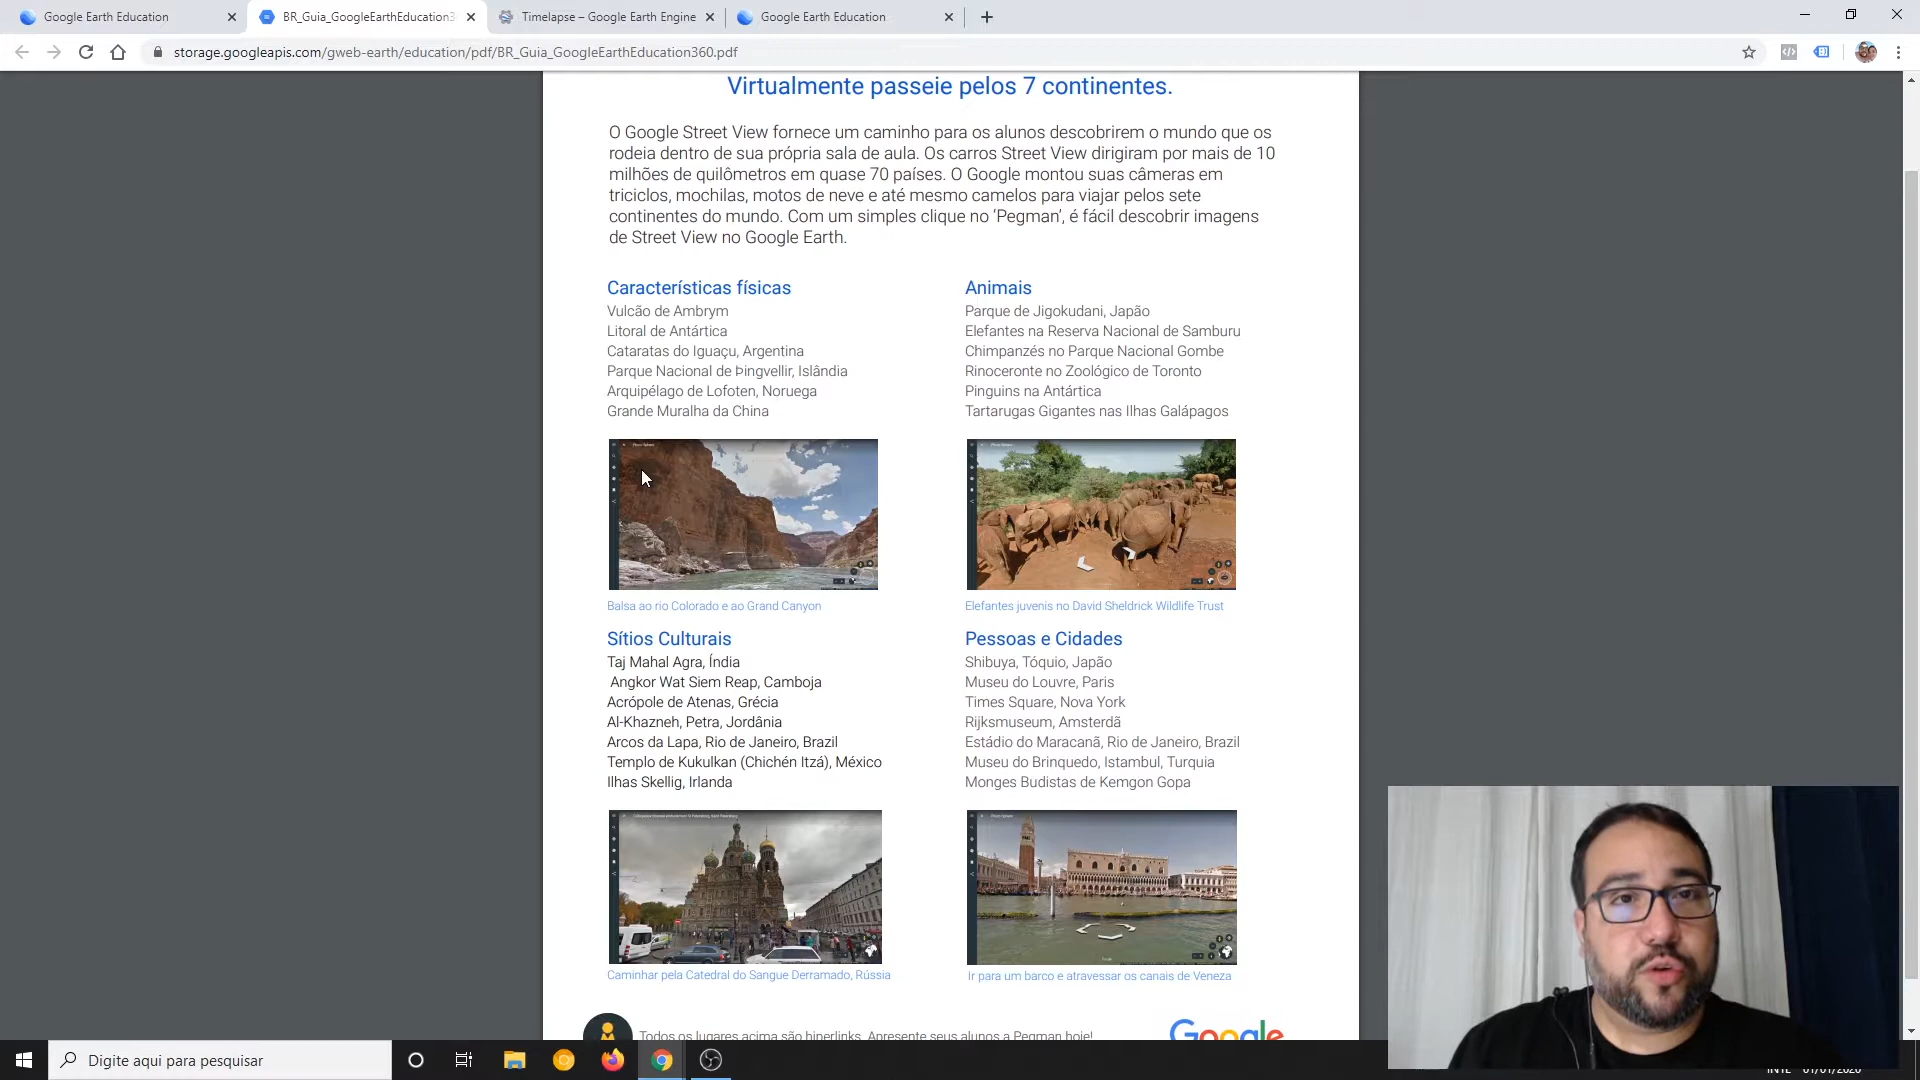 Google Earth Education
BR_Guia_GoogleEarthEducation3
Timelapse – Google Earth Engine
Google Earth Education
storage.googleapis.com/gweb-earth/education/pdf/BR_Guia_GoogleEarthEducation360.pdf
Virtualmente passeie pelos 7 continentes.
O Google Street View fornece um caminho para os alunos descobrirem o mundo que os
rodeia dentro de sua própria sala de aula. Os carros Street View dirigiram por mais de 10
milhões de quilômetros em quase 70 países. O Google montou suas câmeras em
triciclos, mochilas, motos de neve e até mesmo camelos para viajar pelos sete
continentes do mundo. Com um simples clique no ‘Pegman’, é fácil descobrir imagens
de Street View no Google Earth.
Características físicas
Vulcão de Ambrym
Litoral de Antártica
Cataratas do Iguaçu, Argentina
Parque Nacional de Þingvellir, Islândia
Arquipélago de Lofoten, Noruega
Grande Muralha da China
Balsa ao rio Colorado e ao Grand Canyon
Animais
Parque de Jigokudani, Japão
Elefantes na Reserva Nacional de Samburu
Chimpanzés no Parque Nacional Gombe
Rinoceronte no Zoológico de Toronto
Pinguins na Antártica
Tartarugas Gigantes nas Ilhas Galápagos
Elefantes juvenis no David Sheldrick Wildlife Trust
Sítios Culturais
Taj Mahal Agra, Índia
Angkor Wat Siem Reap, Camboja
Acrópole de Atenas, Grécia
Al-Khazneh, Petra, Jordânia
Arcos da Lapa, Rio de Janeiro, Brazil
Templo de Kukulkan (Chichén Itzá), México
Ilhas Skellig, Irlanda
Caminhar pela Catedral do Sangue Derramado, Rússia
Pessoas e Cidades
Shibuya, Tóquio, Japão
Museu do Louvre, Paris
Times Square, Nova York
Rijksmuseum, Amsterdã
Estádio do Maracanã, Rio de Janeiro, Brazil
Museu do Brinquedo, Istambul, Turquia
Monges Budistas de Kemgon Gopa
Ir para um barco e atravessar os canais de Veneza
Todos os lugares acima são hiperlinks. Apresente seus alunos a Pegman hoje!
Google
Digite aqui para pesquisar